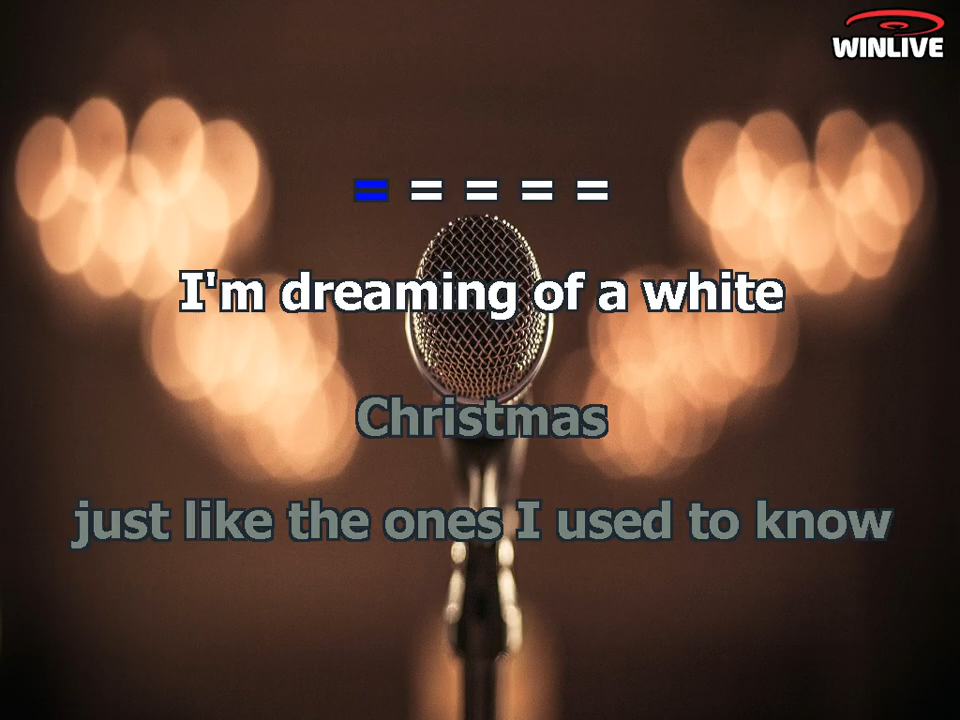 WINLIVE
= = = = =
I'm dreaming of a white
Christmas
just like the ones I used to know